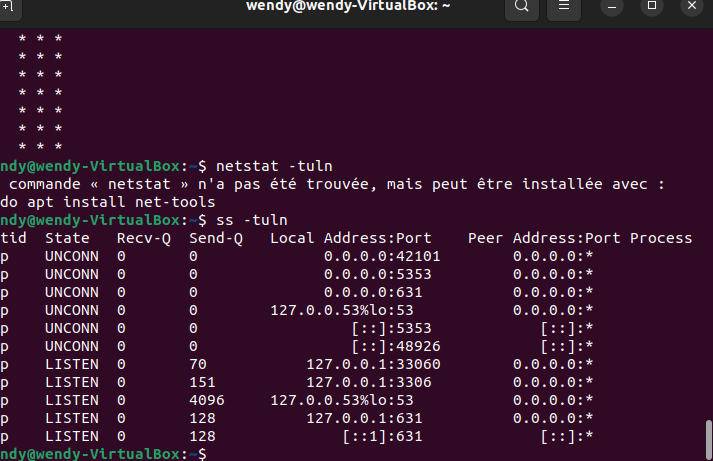 wendy@wendy-VirtualBox: ~
* * *
* * *
* * *
* * *
* * *
* * *
* * *
ndy@wendy-VirtualBox:~$ netstat -tuln
commande « netstat » n'a pas été trouvée, mais peut être installée avec :
do apt install net-tools
ndy@wendy-VirtualBox:~$ ss -tuln
tid State Recv-Q Send-Q Local Address:Port Peer Address:Port Process
p UNCONN 0 0 0.0.0.0:42101 0.0.0.0:*
p UNCONN 0 0 0.0.0.0:5353 0.0.0.0:*
p UNCONN 0 0 0.0.0.0:631 0.0.0.0:*
p UNCONN 0 0 127.0.0.53%lo:53 0.0.0.0:*
p UNCONN 0 0 [::]:5353 [::]:*
p UNCONN 0 0 [::]:48926 [::]:*
p LISTEN 0 70 127.0.0.1:33060 0.0.0.0:*
p LISTEN 0 151 127.0.0.1:3306 0.0.0.0:*
p LISTEN 0 4096 127.0.0.53%lo:53 0.0.0.0:*
p LISTEN 0 128 127.0.0.1:631 0.0.0.0:*
p LISTEN 0 128 [::1]:631 [::]:*
ndy@wendy-VirtualBox:~$